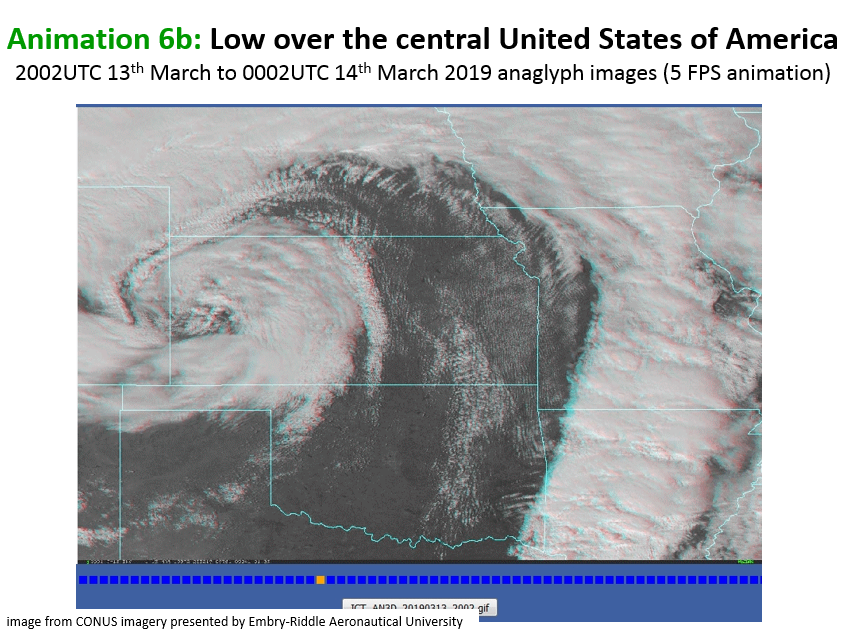 Animation 6b: Low over the central United States of America
2002UTC 13th March to 0002UTC 14th March 2019 anaglyph images (5 FPS animation)
ICT_AN3D_20190313_2002.gif
image from CONUS imagery presented by Embry-Riddle Aeronautical University